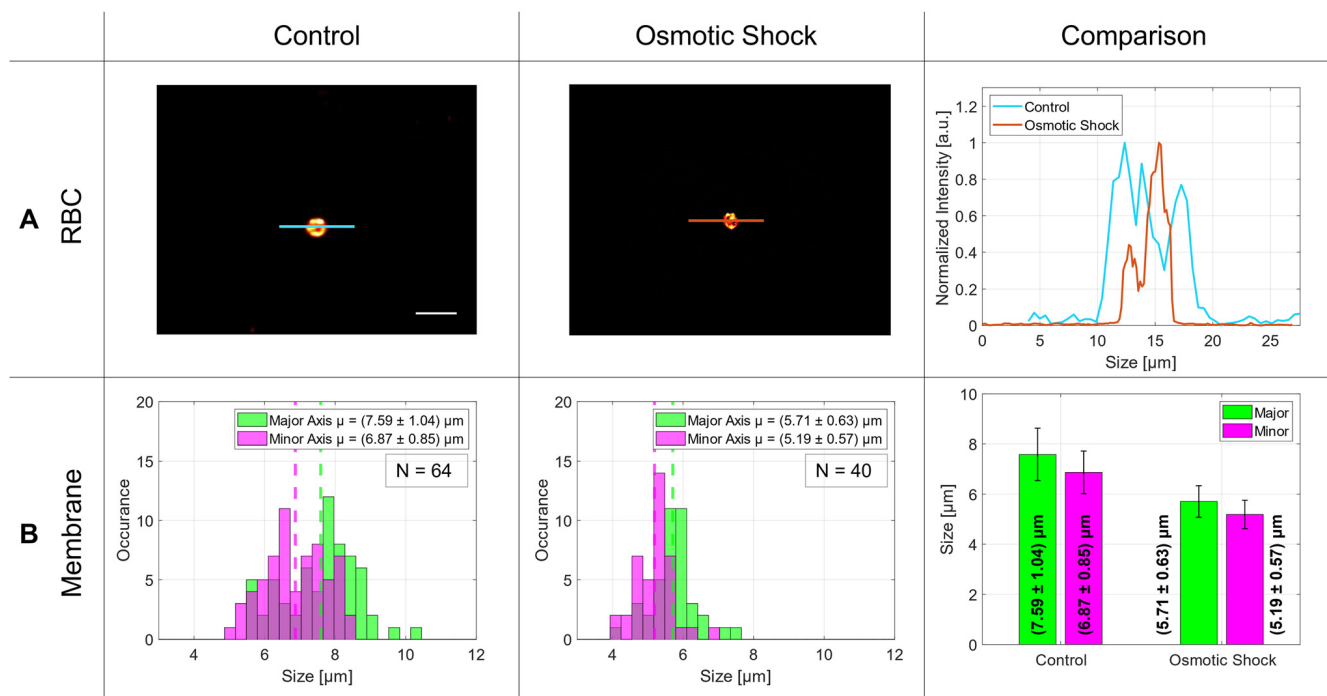 Control
Osmotic Shock
Comparison
A
RBC
1.2
1
0.8
0.6
0.4
0.2
0
Normalized Intensity [a.u.]
Control
Osmotic Shock
0 5 10 15 20 25
Size [µm]
B
Membrane
20
15
10
5
0
Occurance
Major Axis µ = (7.59 ± 1.04) µm
Minor Axis µ = (6.87 ± 0.85) µm
N = 64
4 6 8 10 12
Size [µm]
20
15
10
5
0
Occurance
Major Axis µ = (5.71 ± 0.63) µm
Minor Axis µ = (5.19 ± 0.57) µm
N = 40
4 6 8 10 12
Size [µm]
10
8
6
4
2
0
Size [µm]
Major
Minor
(7.59 ± 1.04) µm
(6.87 ± 0.85) µm
(5.71 ± 0.63) µm
(5.19 ± 0.57) µm
Control
Osmotic Shock